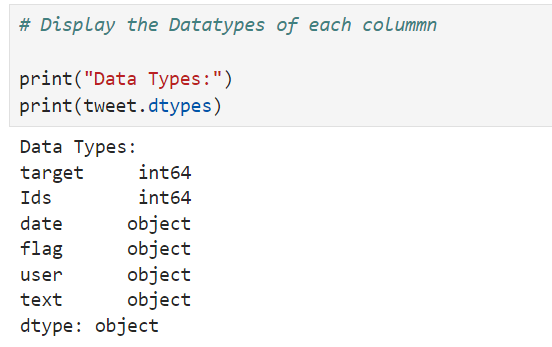 # Display the Datatypes of each colummn
print("Data Types:")
print(tweet.dtypes)
Data Types:
target int64
Ids int64
date object
flag object
user object
text object
dtype: object